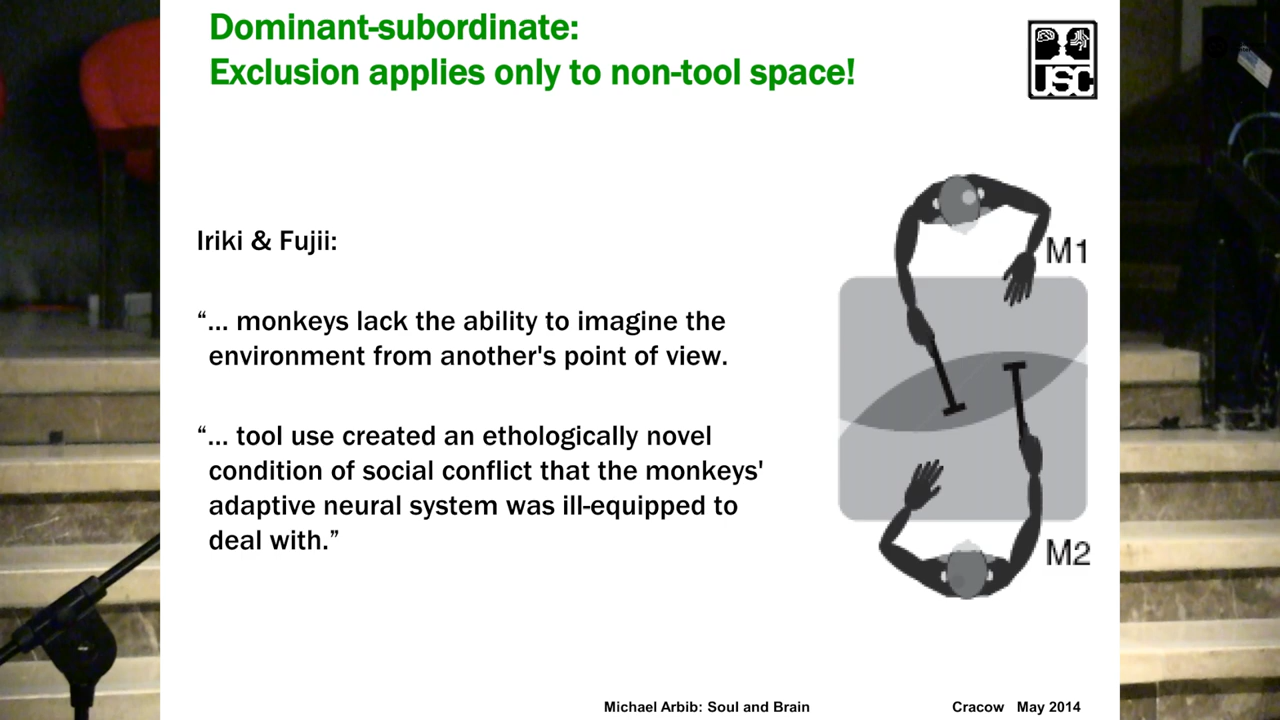 Dominant-subordinate:
Exclusion applies only to non-tool space!
USC
Iriki & Fujii:
“... monkeys lack the ability to imagine the
environment from another's point of view.
“... tool use created an ethologically novel
condition of social conflict that the monkeys'
adaptive neural system was ill-equipped to
deal with.”
M1
M2
Michael Arbib: Soul and Brain
Cracow May 2014